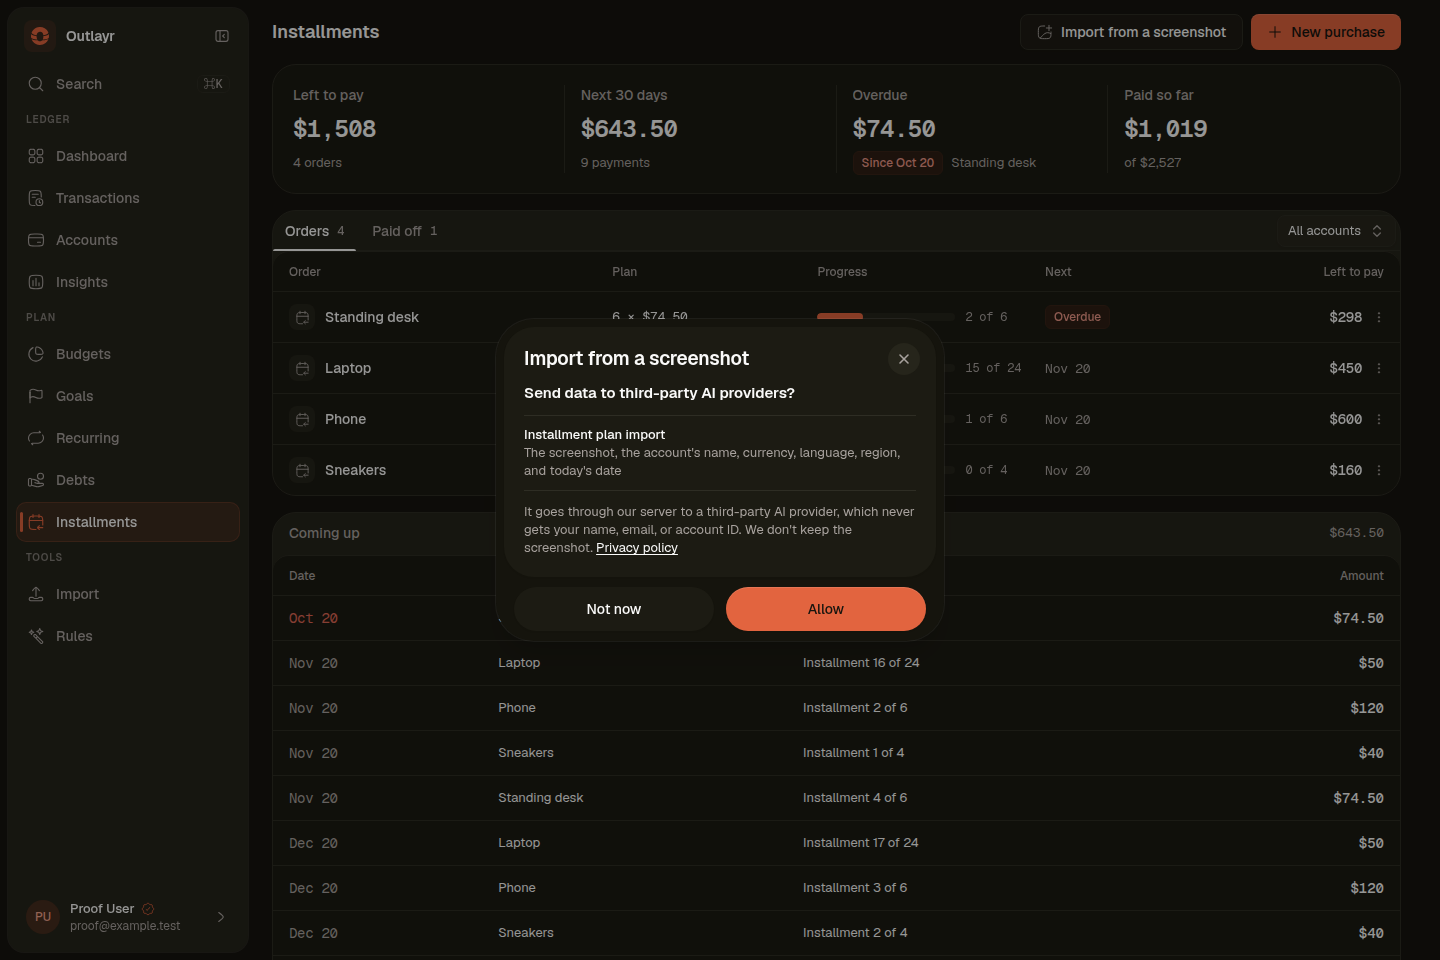 Outlayr
Search ⌘K
LEDGER
Dashboard
Transactions
Accounts
Insights
PLAN
Budgets
Goals
Recurring
Debts
Installments
TOOLS
Import
Rules
PU
Proof User
proof@example.test
Installments
Import from a screenshot
New purchase
Left to pay
$1,508
4 orders
Next 30 days
$643.50
9 payments
Overdue
$74.50
Since Oct 20 Standing desk
Paid so far
$1,019
of $2,527
Orders 4 Paid off 1 All accounts
Order Plan Progress Next Left to pay
Standing desk 6 × $74.50 2 of 6 Overdue $298
Laptop 15 of 24 Nov 20 $450
Phone 1 of 6 Nov 20 $600
Sneakers 0 of 4 Nov 20 $160
Import from a screenshot
Send data to third-party AI providers?
Installment plan import
The screenshot, the account's name, currency, language, region,
and today's date
It goes through our server to a third-party AI provider, which never
gets your name, email, or account ID. We don't keep the
screenshot. Privacy policy
Not now Allow
Coming up $643.50
Date Amount
Oct 20 $74.50
Nov 20 Laptop Installment 16 of 24 $50
Nov 20 Phone Installment 2 of 6 $120
Nov 20 Sneakers Installment 1 of 4 $40
Nov 20 Standing desk Installment 4 of 6 $74.50
Dec 20 Laptop Installment 17 of 24 $50
Dec 20 Phone Installment 3 of 6 $120
Dec 20 Sneakers Installment 2 of 4 $40